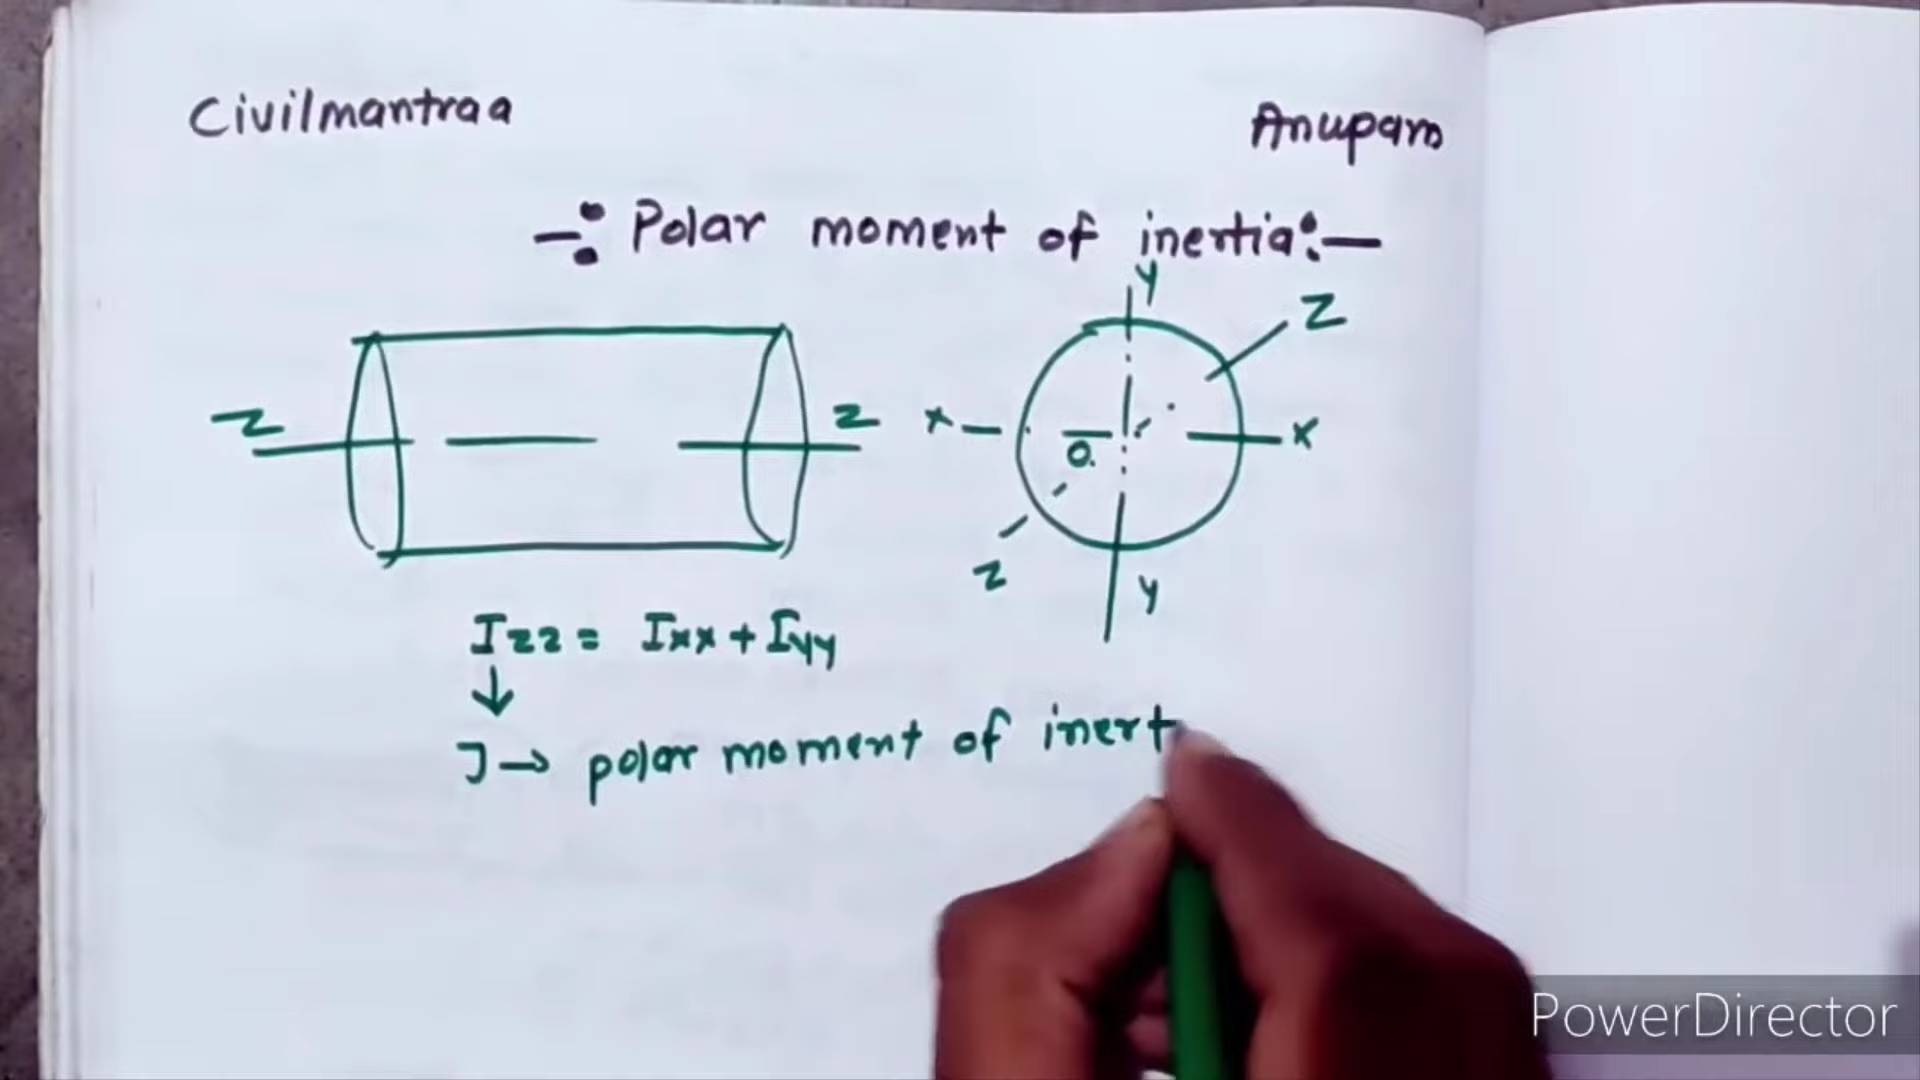 Civilmantraa
Anupam
-: Polar moment of inertia:-
Y
Z
Z
Z
X
X
O.
Z
Y
Izz = Ixx + Iyy
↓
J → polar moment of inert
PowerDirector